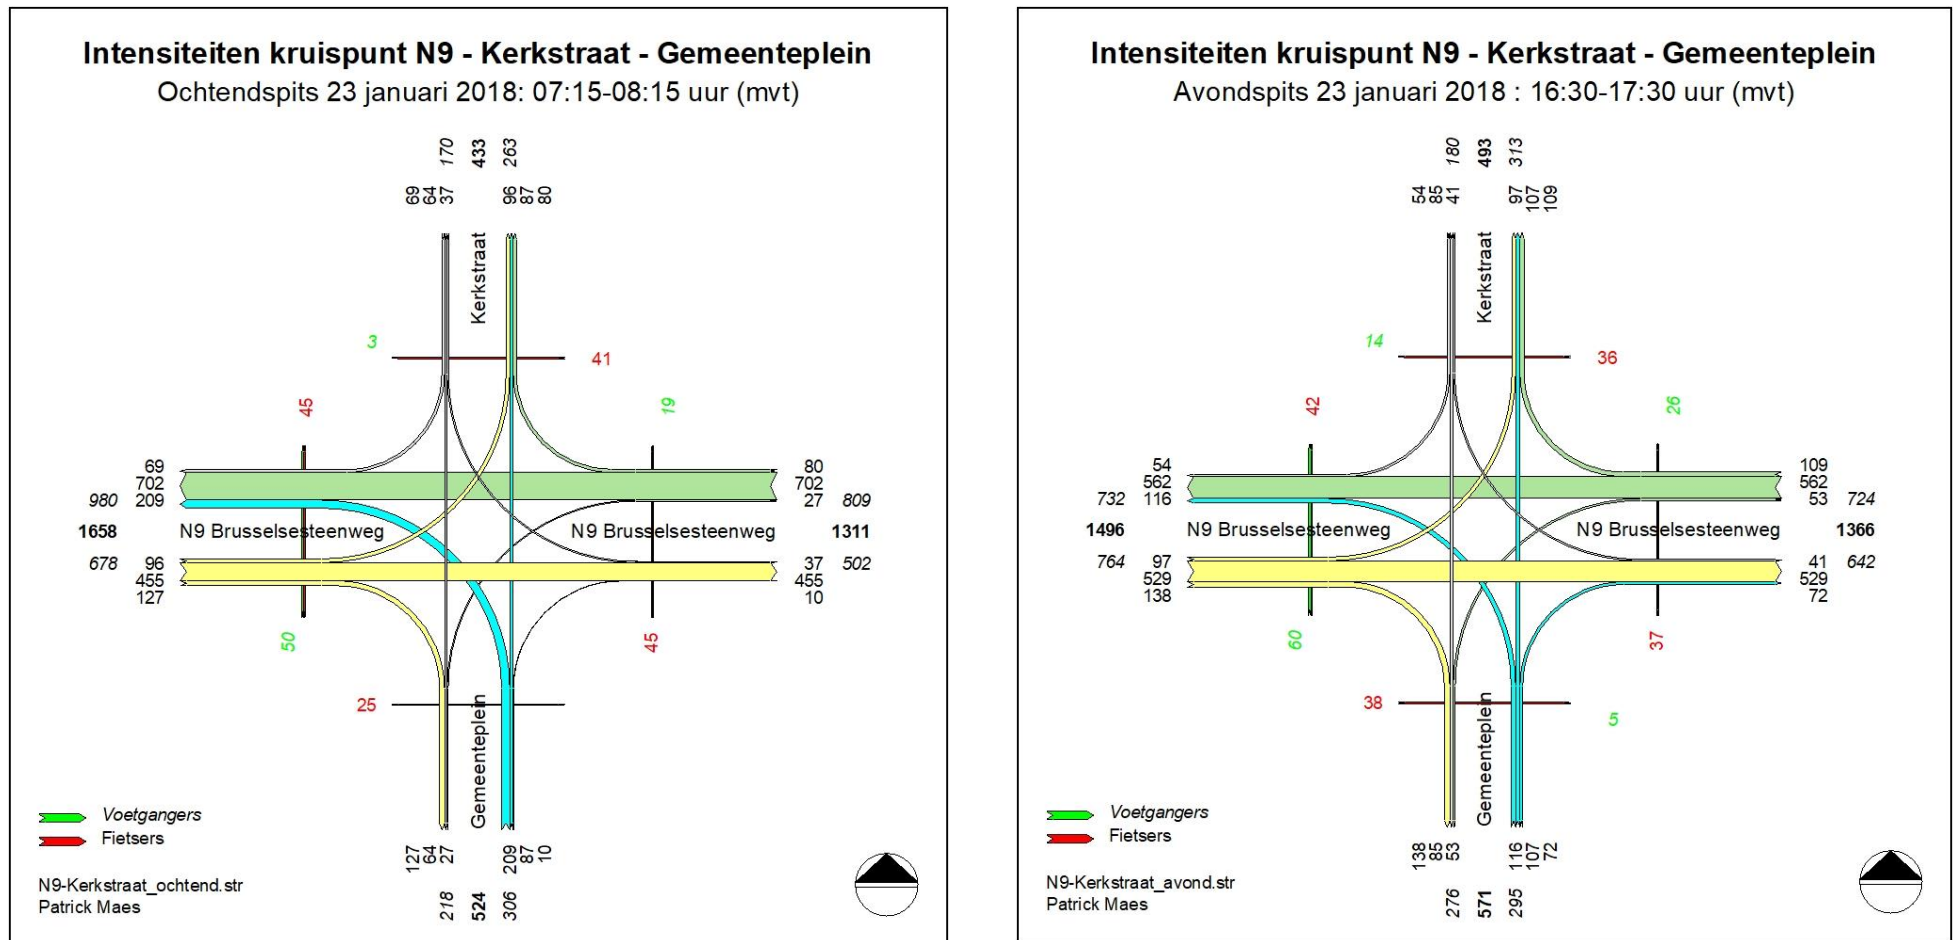 Intensiteiten kruispunt N9 - Kerkstraat - Gemeenteplein
Ochtendspits 23 januari 2018: 07:15-08:15 uur (mvt)
170 433 263
69 64 37 96 87 80
Kerkstraat
3
41
45
19
69
702
980 209
80
702
27 809
1658
N9 Brusselsesteenweg
N9 Brusselsesteenweg
1311
678 96
455
127
37 502
455
10
50
45
25
Gemeenteplein
Voetgangers
Fietsers
127 64 27 209 87 10
218 524 306
N9-Kerkstraat_ochtend.str
Patrick Maes
Intensiteiten kruispunt N9 - Kerkstraat - Gemeenteplein
Avondspits 23 januari 2018 : 16:30-17:30 uur (mvt)
180 493 313
54 85 41 97 107 109
Kerkstraat
14
36
42
26
54
562
732 116
109
562
53 724
1496
N9 Brusselsesteenweg
N9 Brusselsesteenweg
1366
764 97
529
138
41 642
529
72
60
37
38
5
Gemeenteplein
Voetgangers
Fietsers
138 85 53 116 107 72
276 571 295
N9-Kerkstraat_avond.str
Patrick Maes